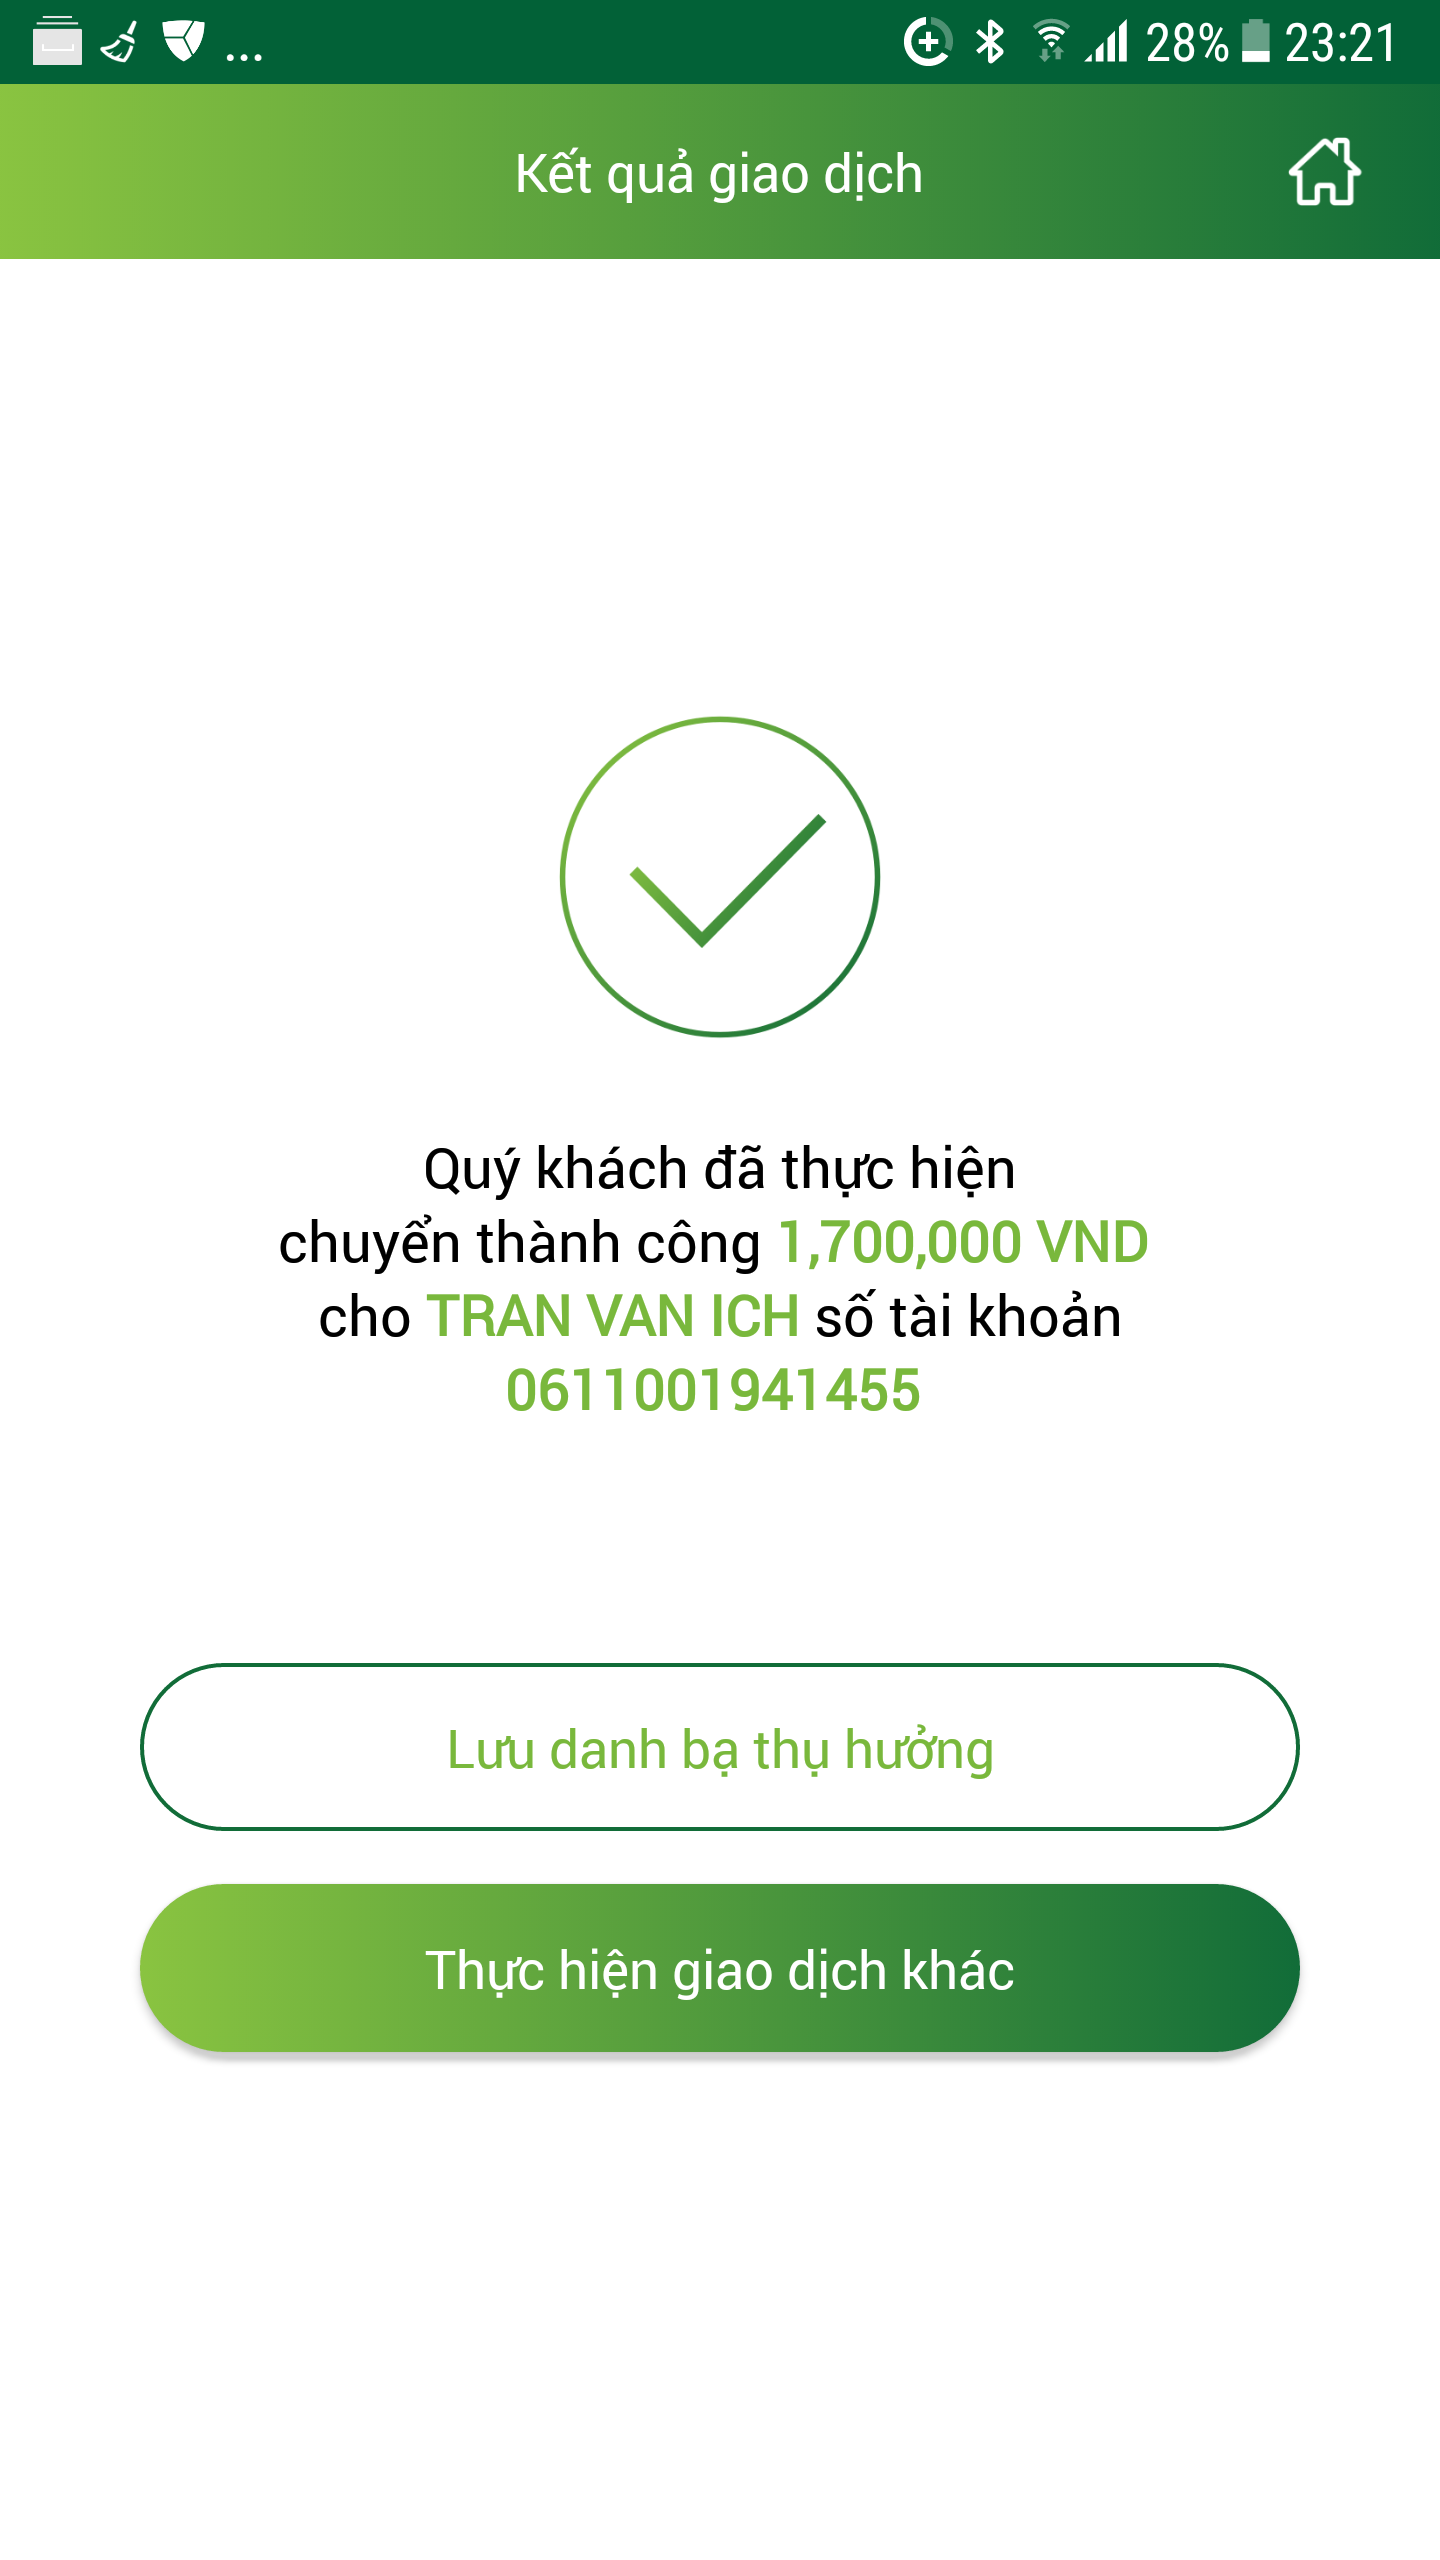 ... 28% 23:21
Kết quả giao dịch
Quý khách đã thực hiện
chuyển thành công 1,700,000 VND
cho TRAN VAN ICH số tài khoản
0611001941455
Lưu danh bạ thụ hưởng
Thực hiện giao dịch khác